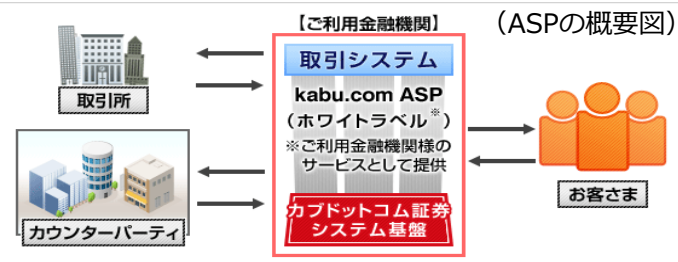 (ASPの概要図)
【ご利用金融機関】
取引システム
kabu.com ASP
(ホワイトラベル※)
※ご利用金融機関様の
サービスとして提供
カブドットコム証券
システム基盤
取引所
カウンターパーティ
お客さま